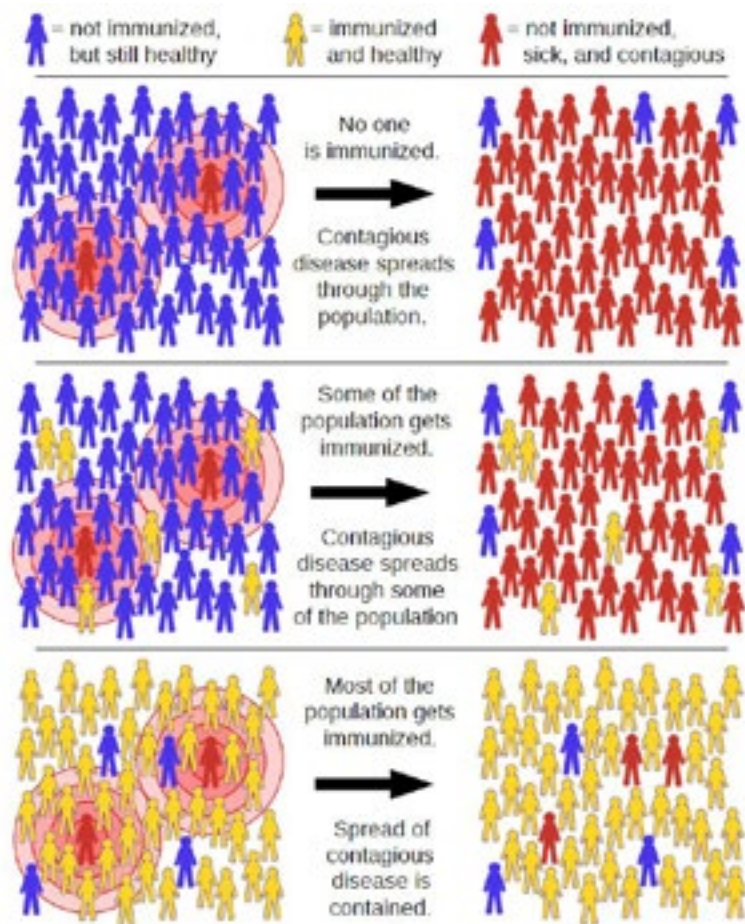 = not immunized,
but still healthy
= immunized
and healthy
= not immunized,
sick, and contagious
No one
is immunized.
Contagious
disease spreads
through the
population.
Some of the
population gets
immunized.
Contagious
disease spreads
through some
of the population
Most of the
population gets
immunized.
Spread of
contagious
disease is
contained.